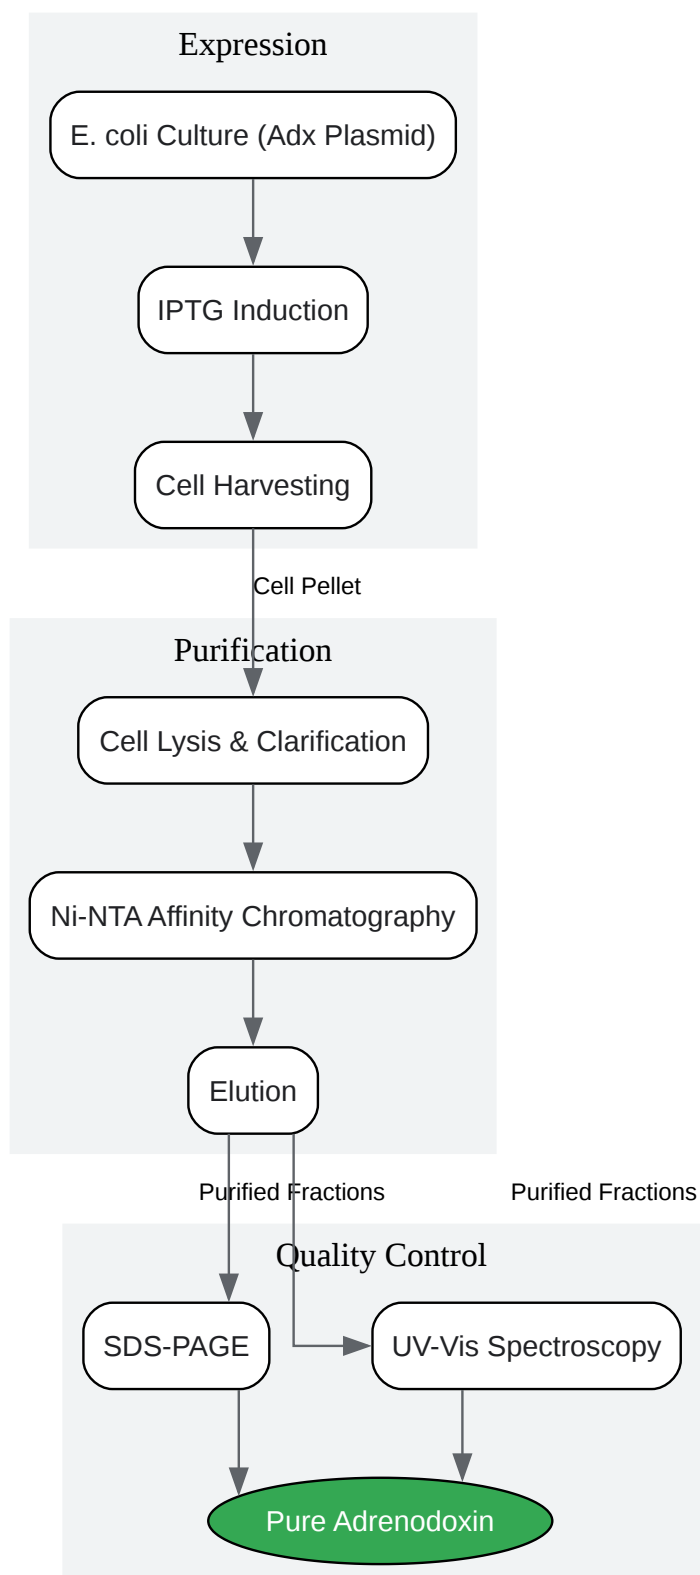 Expression
E. coli Culture (Adx Plasmid)
IPTG Induction
Cell Harvesting
Cell Pellet
Purification
Cell Lysis & Clarification
Ni-NTA Affinity Chromatography
Elution
Purified Fractions
Purified Fractions
Quality Control
SDS-PAGE
UV-Vis Spectroscopy
Pure Adrenodoxin